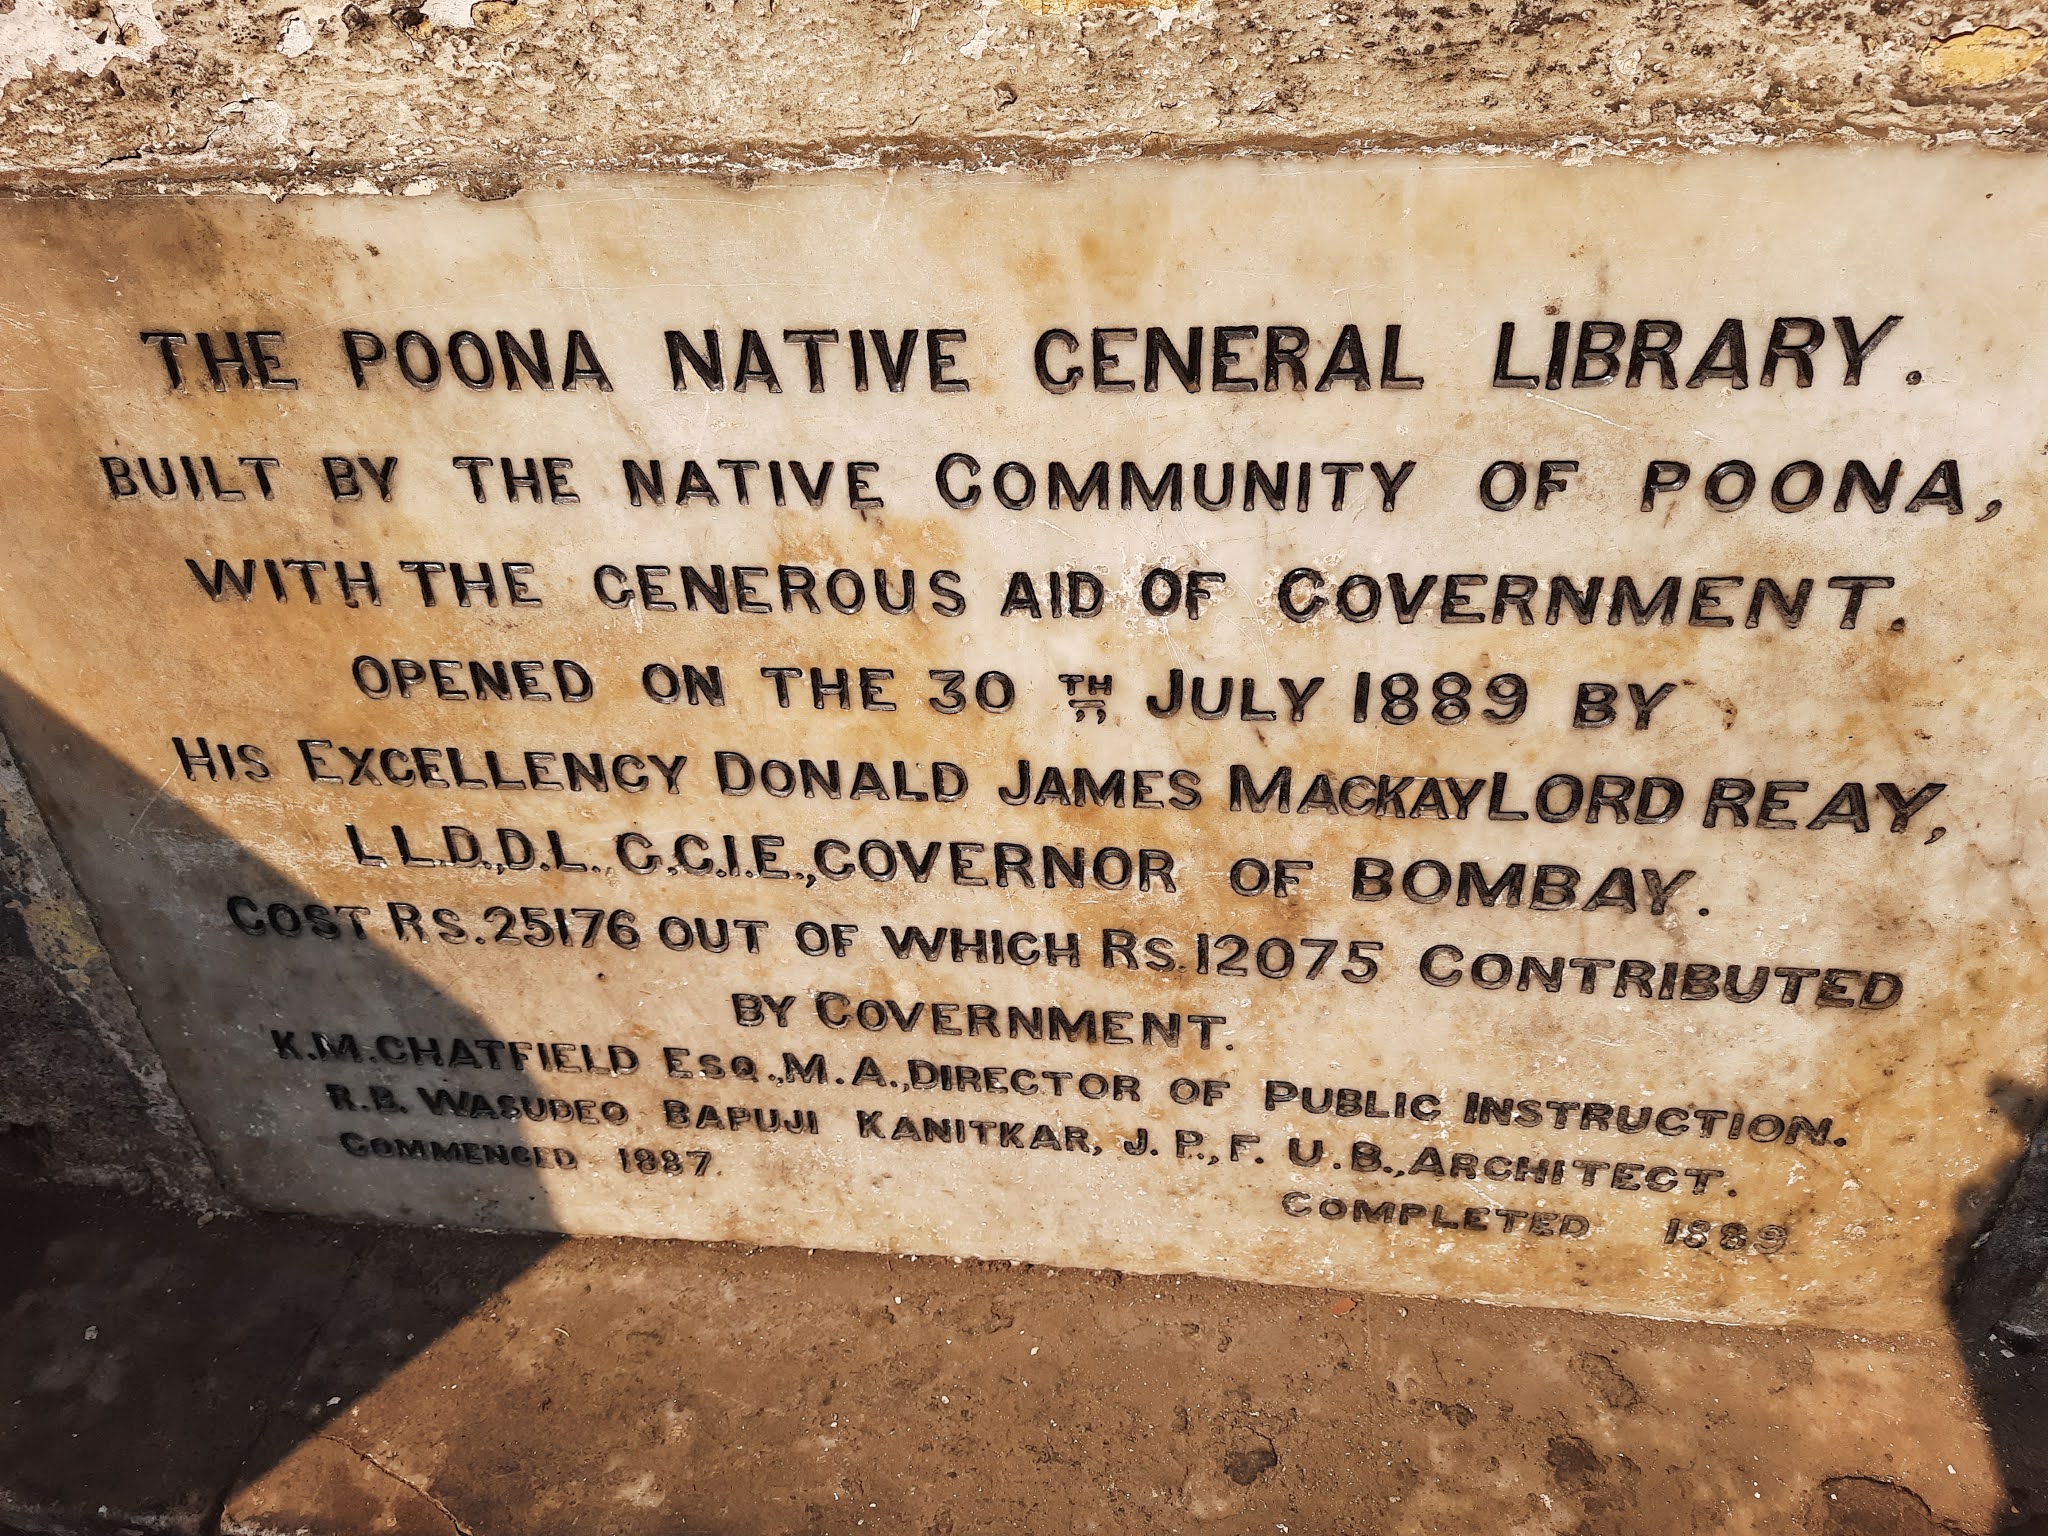 THE POONA NATIVE GENERAL LIBRARY.
BUILT BY THE NATIVE COMMUNITY OF POONA,
WITH THE GENEROUS AID OF GOVERNMENT.
OPENED ON THE 30TH JULY 1889 BY
HIS EXCELLENCY DONALD JAMES MACKAY LORD REAY,
L L.D., D.L., G.C.I.E., GOVERNOR OF BOMBAY.
COST RS. 25176 OUT OF WHICH RS. 12075 CONTRIBUTED
BY GOVERNMENT.
K.M. CHATFIELD ESQ., M.A., DIRECTOR OF PUBLIC INSTRUCTION.
R.B. WASUDEO BAPUJI KANITKAR, J.P., F.U.B., ARCHITECT.
COMMENCED 1887. COMPLETED 1889